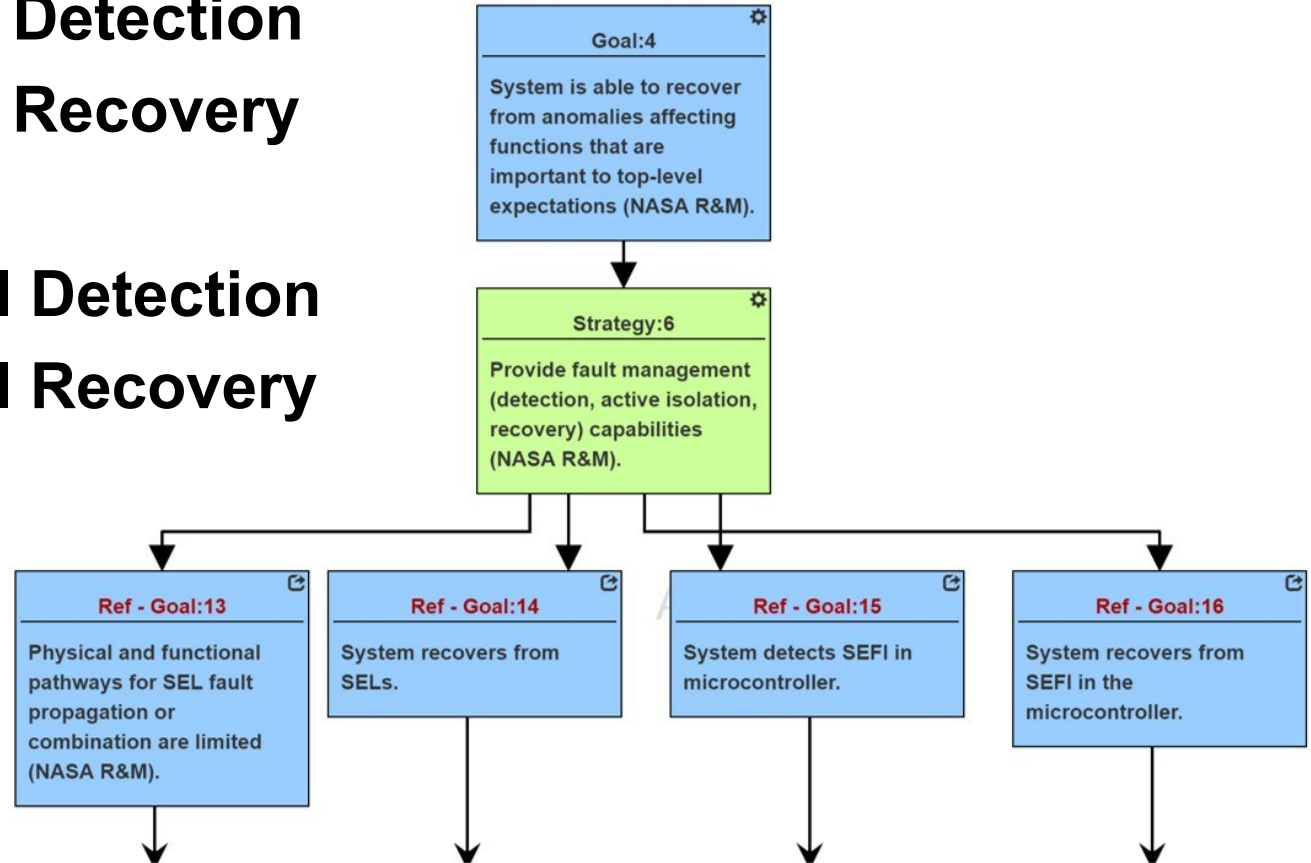 Detection
Recovery
Detection
Recovery
Goal:4
System is able to recover
from anomalies affecting
functions that are
important to top-level
expectations (NASA R&M).
Strategy:6
Provide fault management
(detection, active isolation,
recovery) capabilities
(NASA R&M).
Ref - Goal:13
Physical and functional
pathways for SEL fault
propagation or
combination are limited
(NASA R&M).
Ref - Goal:14
System recovers from
SELs.
Ref - Goal:15
System detects SEFI in
microcontroller.
Ref - Goal:16
System recovers from
SEFI in the
microcontroller.